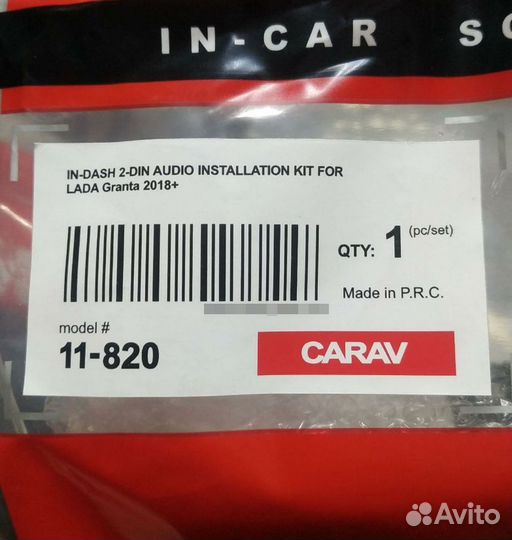 IN-CAR SO
IN-DASH 2-DIN AUDIO INSTALLATION KIT FOR
LADA Granta 2018+
QTY: 1 (pc/set)
Made in P.R.C.
model #
11-820
CARAV
Avito